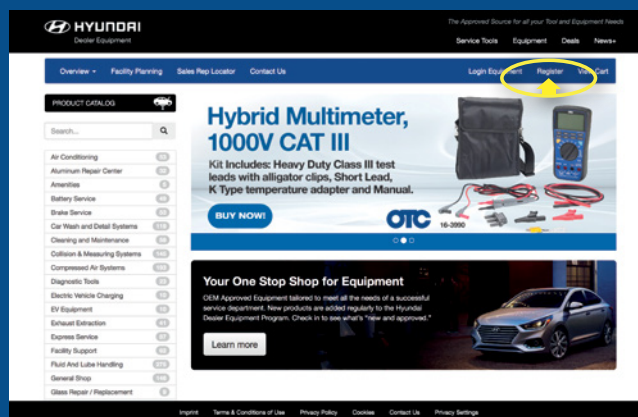 HYUNDAI
Dealer Equipment
The Approved Source for all your Tool and Equipment Needs
Service Tools Equipment Deals News+
Overview Facility Planning Sales Rep Locator Contact Us Login Equipment Register View Cart
PRODUCT CATALOG
Search...
Air Conditioning
Aluminum Repair Center
Amenities
Battery Service
Brake Service
Car Wash and Detail Systems
Cleaning and Maintenance
Collision & Measuring Systems
Compressed Air Systems
Diagnostic Tools
Electric Vehicle Charging
EV Equipment
Exhaust Extraction
Express Service
Facility Support
Fluid And Lube Handling
General Shop
Glass Repair / Replacement
Hybrid Multimeter,
1000V CAT III
Kit Includes: Heavy Duty Class III test
leads with alligator clips, Short Lead,
K Type temperature adapter and Manual.
BUY NOW!
OTC
16-3990
Your One Stop Shop for Equipment
OEM Approved Equipment tailored to meet all the needs of a successful
service department. New products are added regularly to the Hyundai
Dealer Equipment Program. Check in to see what's "new and approved."
Learn more
Imprint Terms & Conditions of Use Privacy Policy Cookies Contact Us Privacy Settings